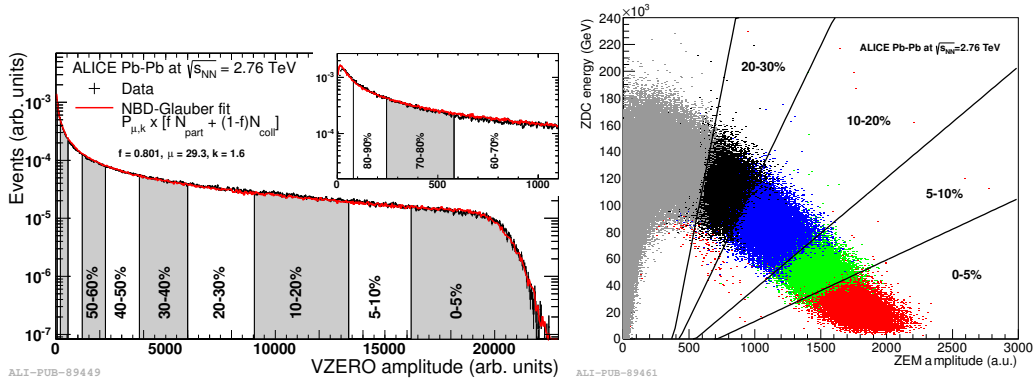 ALICE Pb-Pb at √sNN = 2.76 TeV
Data
NBD-Glauber fit
Pμ,k x [f Npart + (1-f)Ncoll]
f = 0.801, μ = 29.3, k = 1.6
Events (arb. units)
10-3
10-4
10-5
10-6
10-7
50-60%
40-50%
30-40%
20-30%
10-20%
5-10%
0-5%
0 5000 10000 15000 20000
VZERO amplitude (arb. units)
10-3
10-4
80-90%
70-80%
60-70%
0 500 1000
ALI-PUB-89449
×103
ZDC energy (GeV)
240
220
200
180
160
140
120
100
80
60
40
20
0
ALICE Pb-Pb at √sNN=2.76 TeV
20-30%
10-20%
5-10%
0-5%
0 500 1000 1500 2000 2500 3000
ZEM amplitude (a.u.)
ALI-PUB-89461